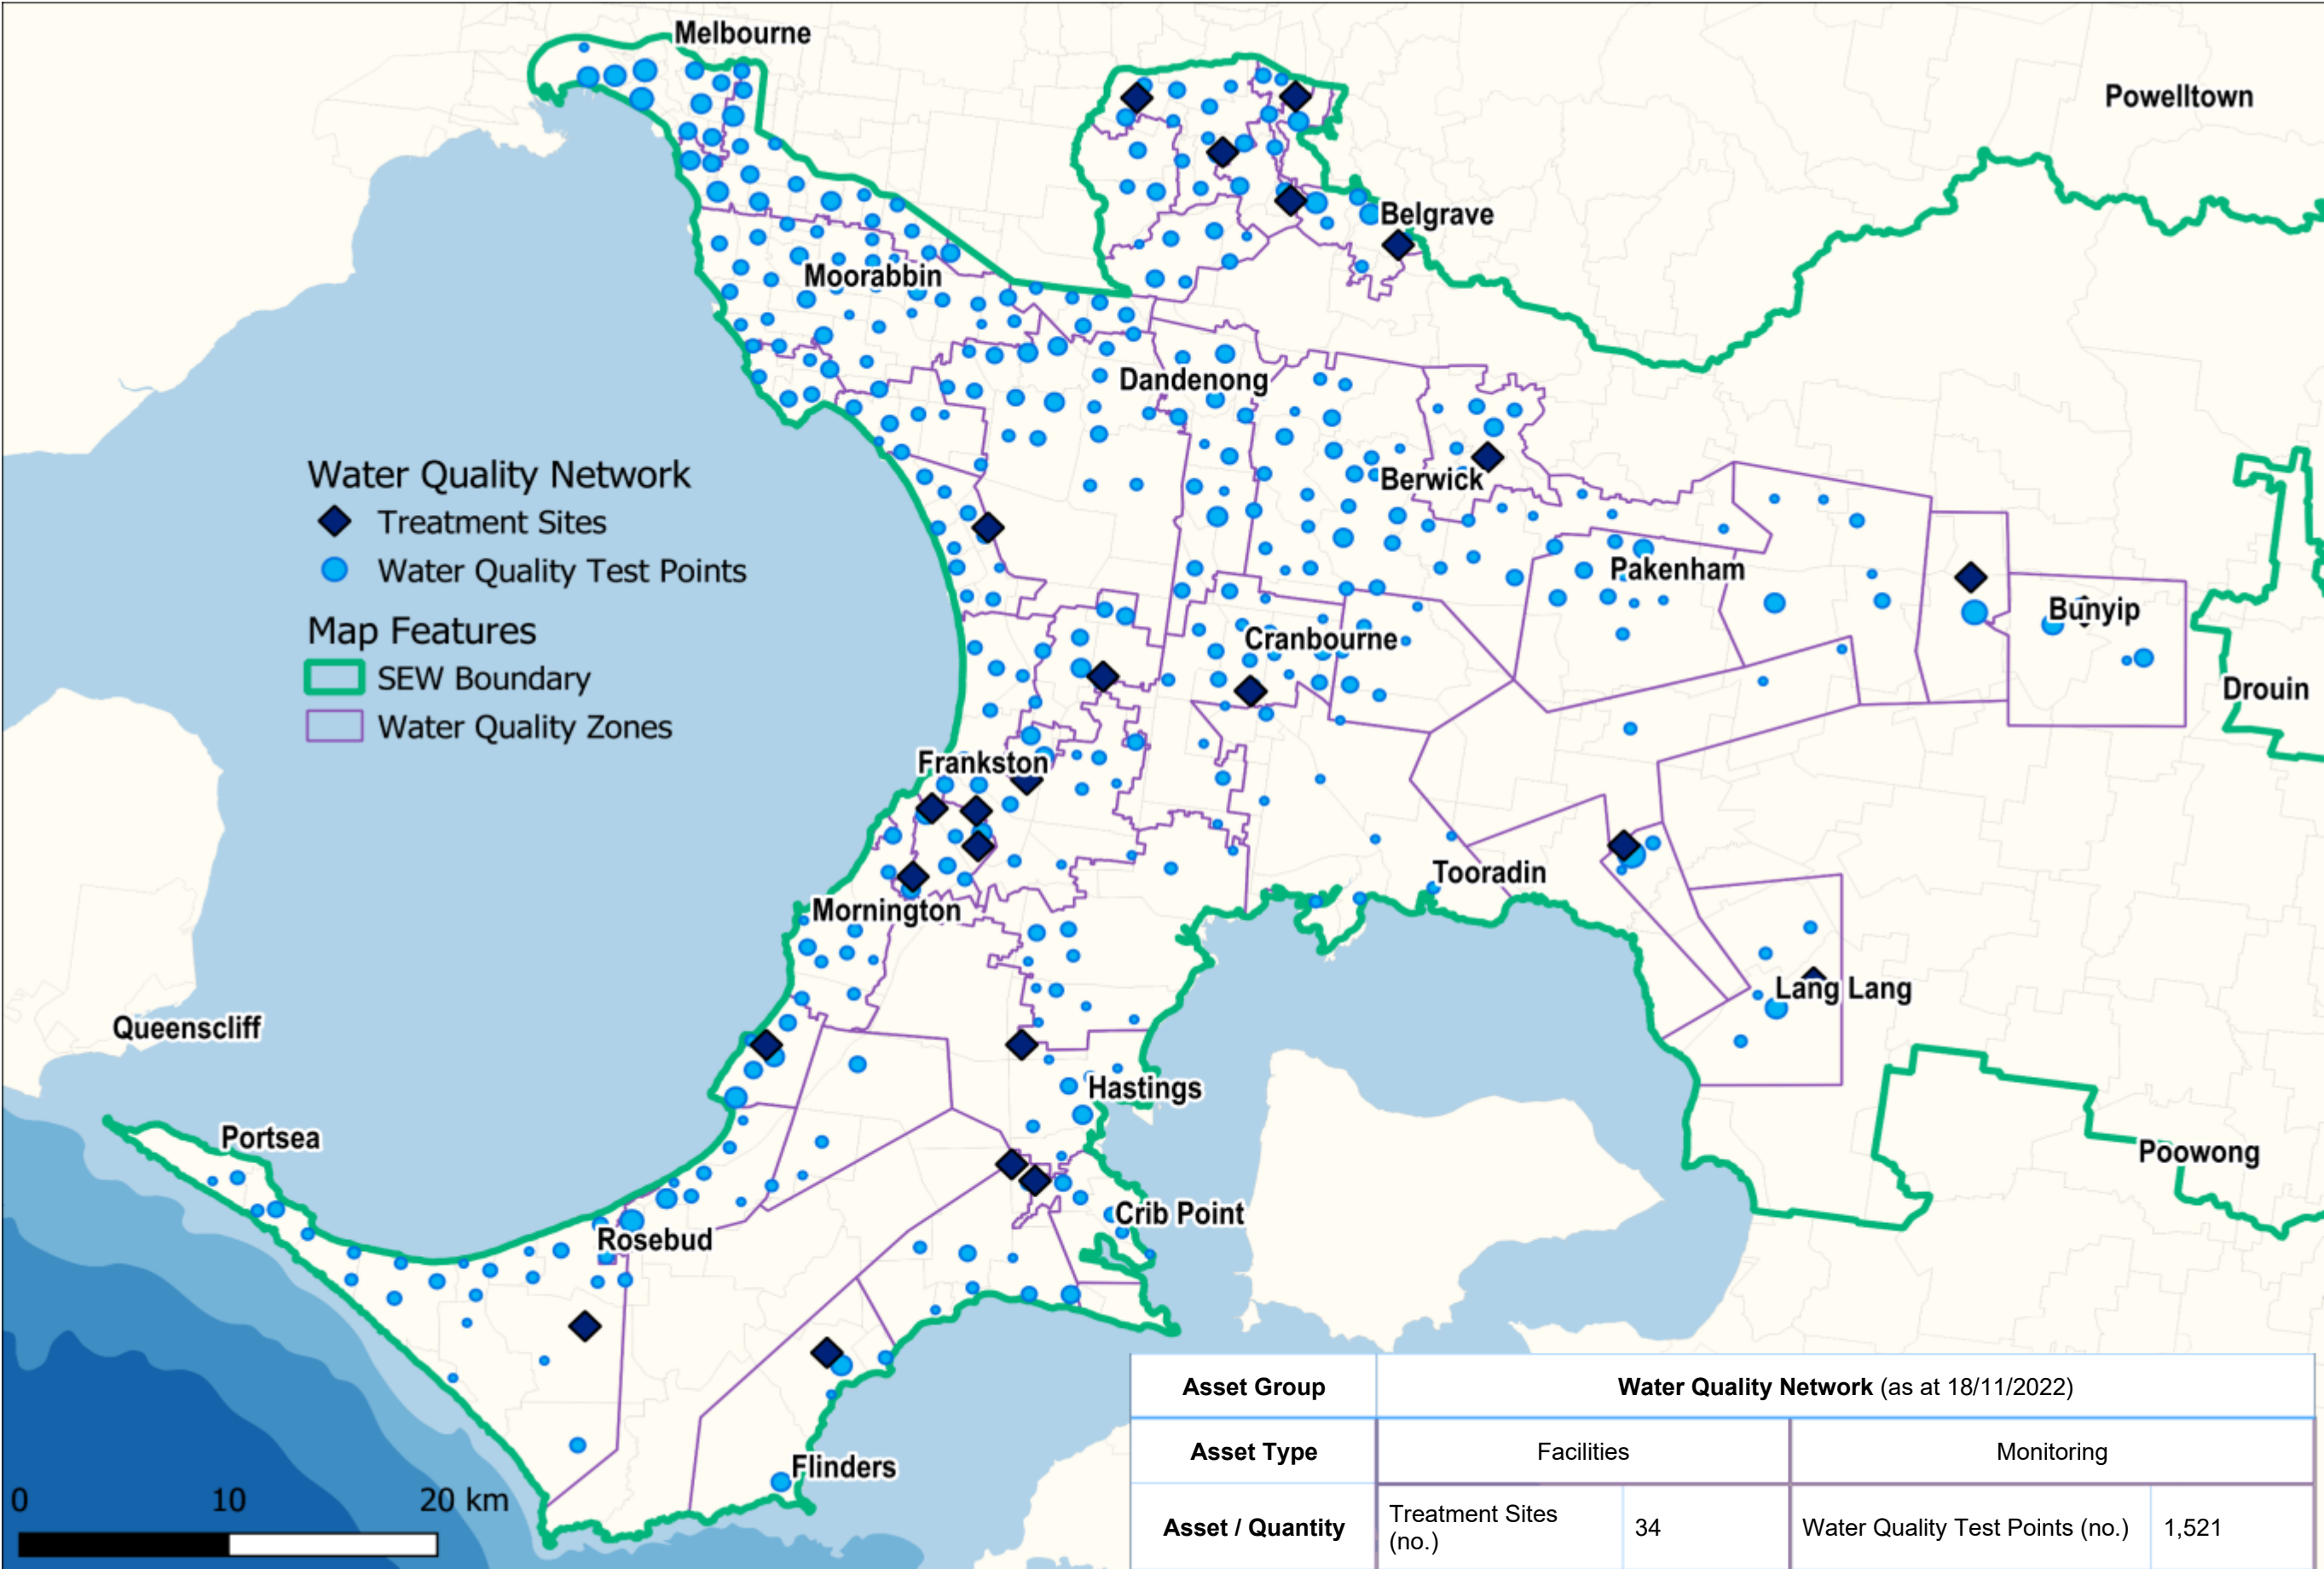 Melbourne
Powelltown
Belgrave
Moorabbin
Dandenong
Berwick
Water Quality Network
Treatment Sites
Water Quality Test Points
Map Features
SEW Boundary
Water Quality Zones
Pakenham
Bunyip
Cranbourne
Drouin
Frankston
Tooradin
Mornington
Lang Lang
Queenscliff
Hastings
Portsea
Poowong
Crib Point
Rosebud
Flinders
0 10 20 km
Asset Group Water Quality Network (as at 18/11/2022)
Asset Type Facilities Monitoring
Asset / Quantity Treatment Sites (no.) 34 Water Quality Test Points (no.) 1,521